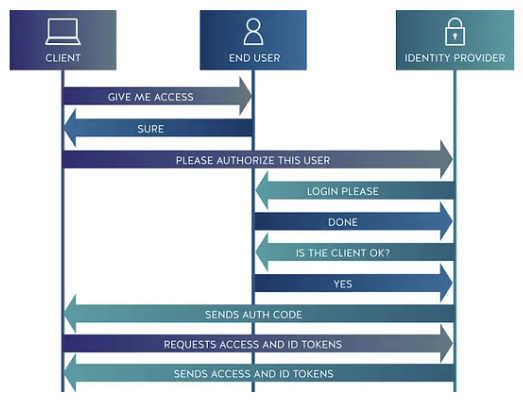 CLIENT
END USER
IDENTITY PROVIDER
GIVE ME ACCESS
SURE
PLEASE AUTHORIZE THIS USER
LOGIN PLEASE
DONE
IS THE CLIENT OK?
YES
SENDS AUTH CODE
REQUESTS ACCESS AND ID TOKENS
SENDS ACCESS AND ID TOKENS